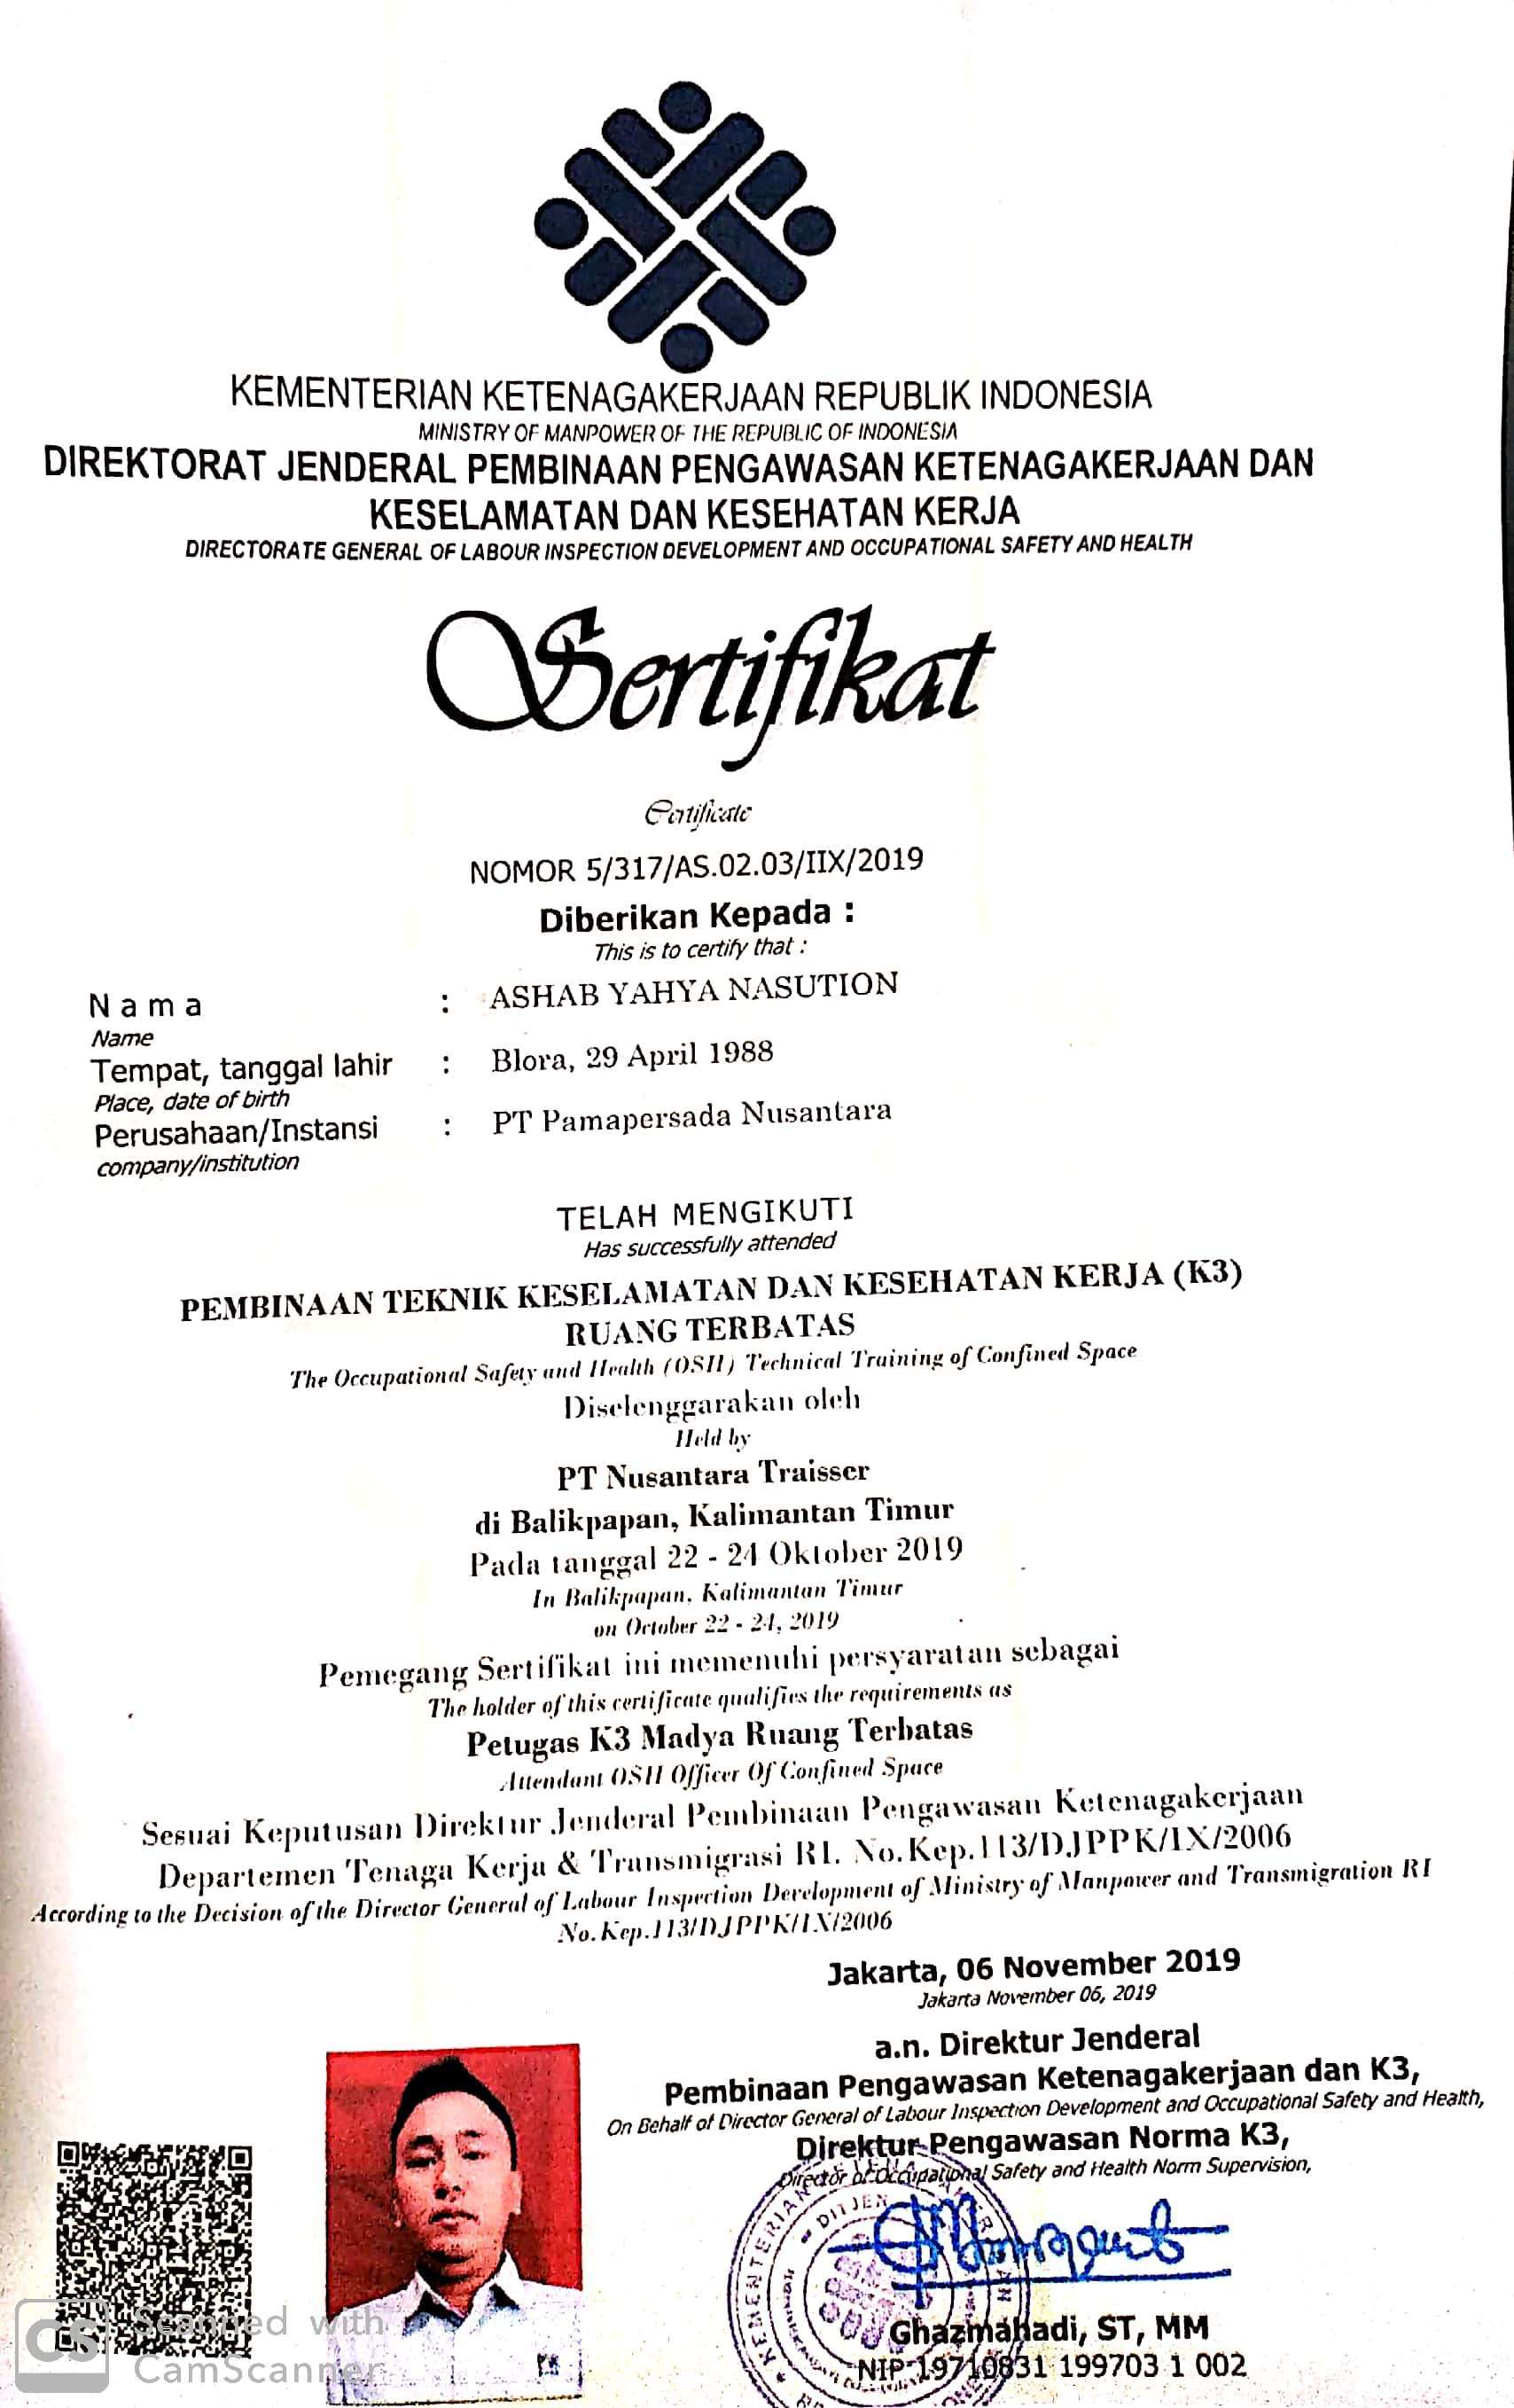 KEMENTERIAN KETENAGAKERJAAN REPUBLIK INDONESIA
MINISTRY OF MANPOWER OF THE REPUBLIC OF INDONESIA
DIREKTORAT JENDERAL PEMBINAAN PENGAWASAN KETENAGAKERJAAN DAN
KESELAMATAN DAN KESEHATAN KERJA
DIRECTORATE GENERAL OF LABOUR INSPECTION DEVELOPMENT AND OCCUPATIONAL SAFETY AND HEALTH
Sertifikat
Certificate
NOMOR 5/317/AS.02.03/IIX/2019
Diberikan Kepada :
This is to certify that :
Nama : ASHAB YAHYA NASUTION
Name
Tempat, tanggal lahir : Blora, 29 April 1988
Place, date of birth
Perusahaan/Instansi : PT Pamapersada Nusantara
company/institution
TELAH MENGIKUTI
Has successfully attended
PEMBINAAN TEKNIK KESELAMATAN DAN KESEHATAN KERJA (K3)
RUANG TERBATAS
The Occupational Safety and Health (OSH) Technical Training of Confined Space
Diselenggarakan oleh
Held by
PT Nusantara Traisser
di Balikpapan, Kalimantan Timur
Pada tanggal 22 - 24 Oktober 2019
In Balikpapan, Kalimantan Timur
on October 22 - 24, 2019
Pemegang Sertifikat ini memenuhi persyaratan sebagai
The holder of this certificate qualifies the requirements as
Petugas K3 Madya Ruang Terbatas
Attendant OSH Officer Of Confined Space
Sesuai Keputusan Direktur Jenderal Pembinaan Pengawasan Ketenagakerjaan
Departemen Tenaga Kerja & Transmigrasi RI. No.Kep.113/DJPPK/IX/2006
According to the Decision of the Director General of Labour Inspection Development of Ministry of Manpower and Transmigration RI
No.Kep.113/DJPPK/IX/2006
Jakarta, 06 November 2019
Jakarta November 06, 2019
a.n. Direktur Jenderal
Pembinaan Pengawasan Ketenagakerjaan dan K3,
On Behalf of Director General of Labour Inspection Development and Occupational Safety and Health,
Direktur Pengawasan Norma K3,
Director of Occupational Safety and Health Norm Supervision,
KEMENTERIAN
DITJEN
Ghazmahadi, ST, MM
NIP 19710831 199703 1 002
CS
Scanned with
CamScanner